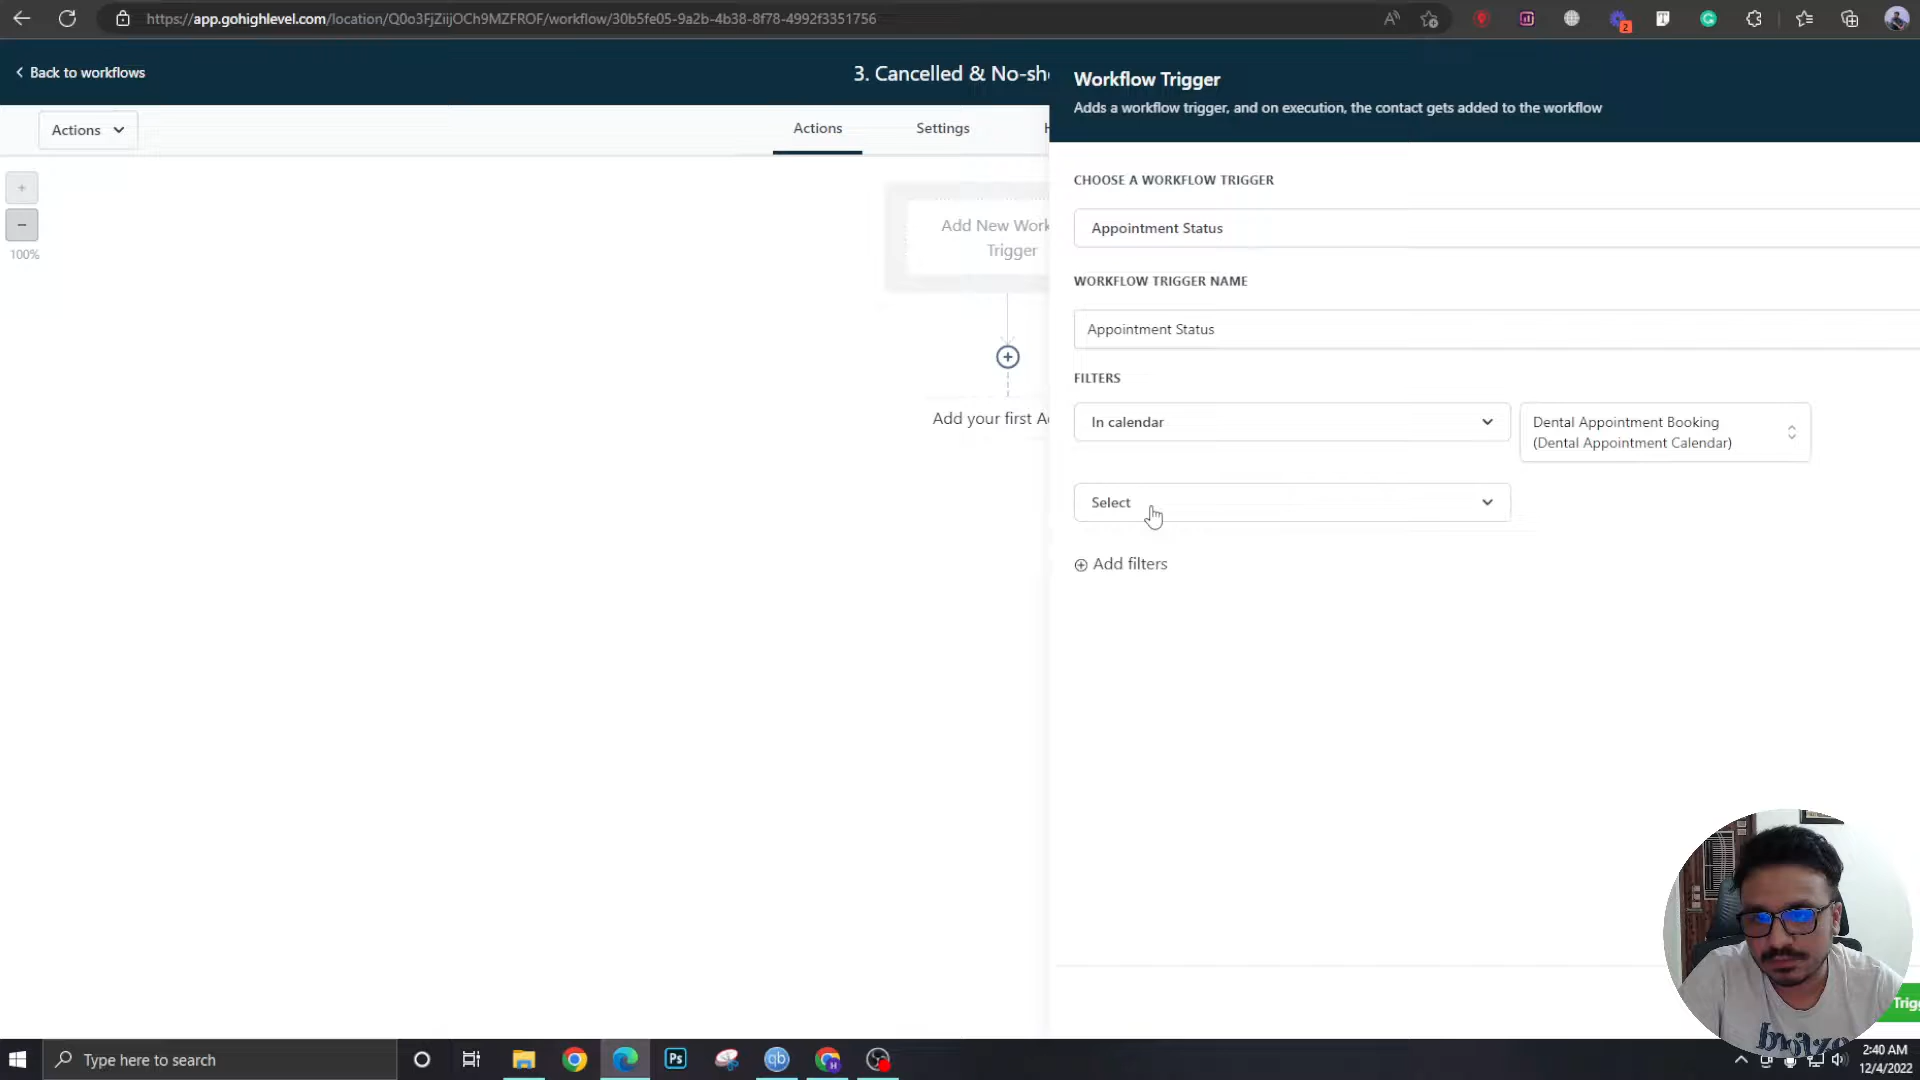 https://app.gohighlevel.com/location/Q0o3FjZiijOCh9MZFROF/workflow/30b5fe05-9a2b-4b38-8f78-4992f3351756
2
Back to workflows
3. Cancelled & No-sh
Workflow Trigger
Adds a workflow trigger, and on execution, the contact gets added to the workflow
Actions
Actions
Settings
+
−
100%
Add New Work
Trigger
Add your first A
CHOOSE A WORKFLOW TRIGGER
Appointment Status
WORKFLOW TRIGGER NAME
Appointment Status
FILTERS
In calendar
Dental Appointment Booking
(Dental Appointment Calendar)
Select
Add filters
Trig
Type here to search
Ps
qb
2:40 AM
12/4/2022